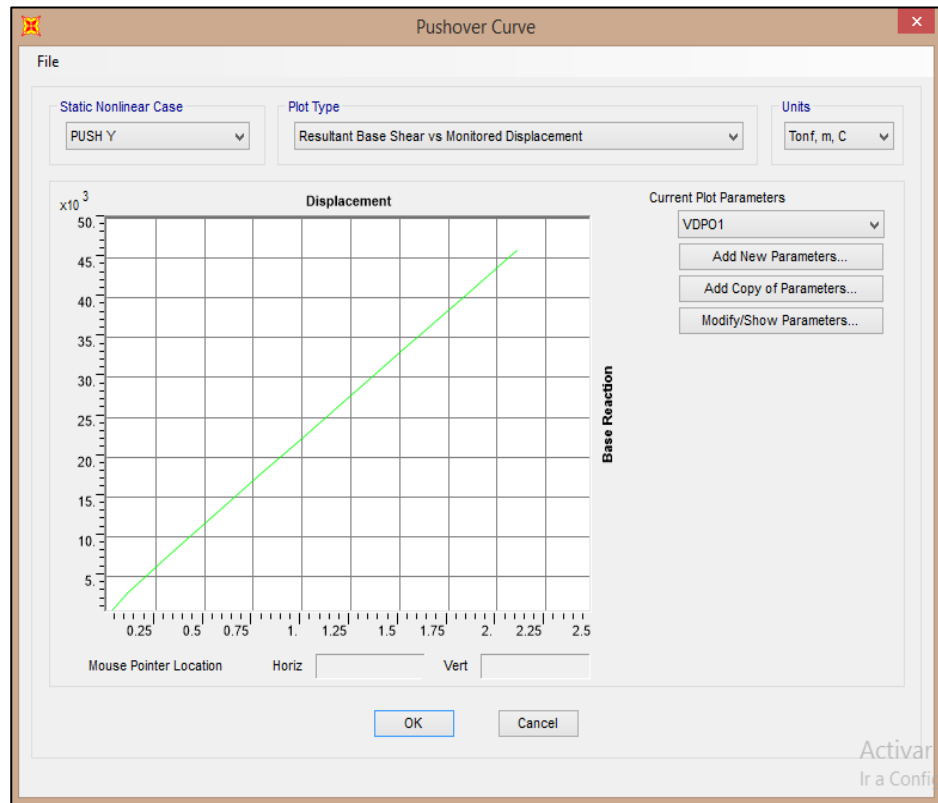 Pushover Curve
File
Static Nonlinear Case
Plot Type
Units
PUSH Y
Resultant Base Shear vs Monitored Displacement
Tonf, m, C
x10 3
Displacement
Current Plot Parameters
VDPO1
Add New Parameters...
Add Copy of Parameters...
Modify/Show Parameters...
50.
45.
40.
35.
30.
25.
20.
15.
10.
5.
Base Reaction
0.25 0.5 0.75 1. 1.25 1.5 1.75 2. 2.25 2.5
Mouse Pointer Location Horiz Vert
OK Cancel
Activar
Ir a Confi